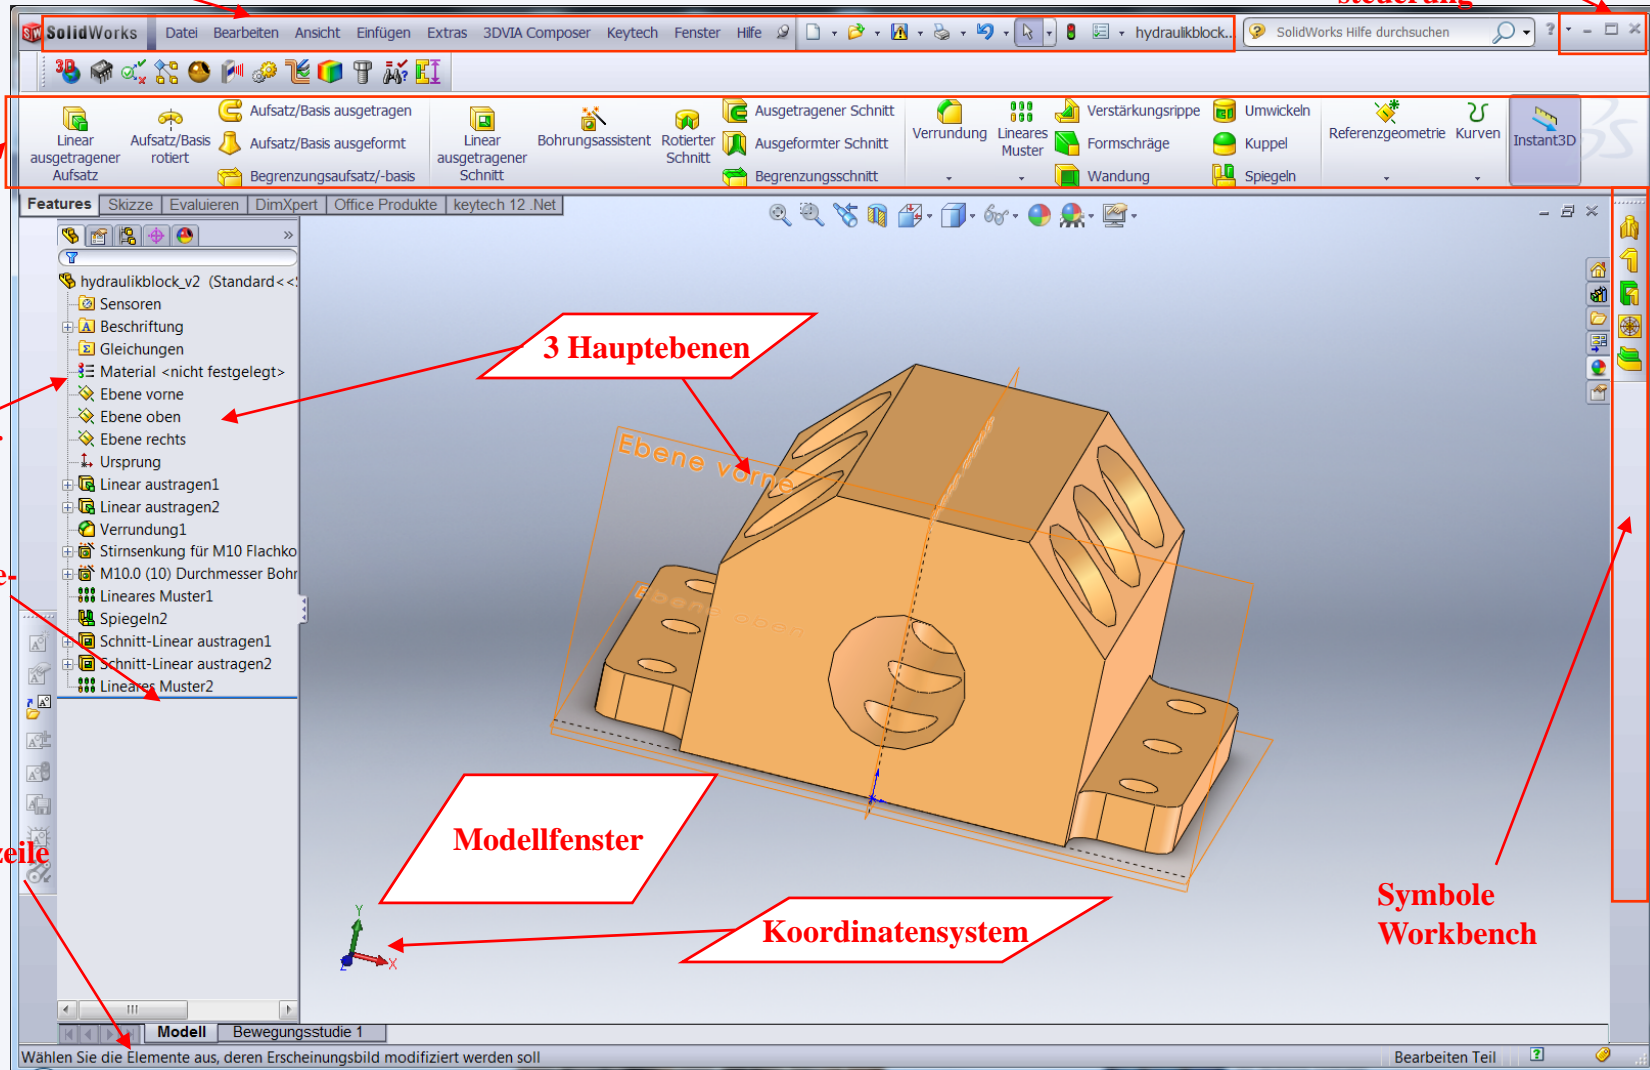 steuerung
SolidWorks Datei Bearbeiten Ansicht Einfügen Extras 3DVIA Composer Keytech Fenster Hilfe hydraulikblock... SolidWorks Hilfe durchsuchen ?
Linear ausgetragener Aufsatz
Aufsatz/Basis rotiert
Aufsatz/Basis ausgetragen
Aufsatz/Basis ausgeformt
Begrenzungsaufsatz/-basis
Linear ausgetragener Schnitt
Bohrungsassistent
Rotierter Schnitt
Ausgetragener Schnitt
Ausgeformter Schnitt
Begrenzungsschnitt
Verrundung
Lineares Muster
Verstärkungsrippe
Formschräge
Wandung
Umwickeln
Kuppel
Spiegeln
Referenzgeometrie
Kurven
Instant3D
Features Skizze Evaluieren DimXpert Office Produkte keytech 12 .Net
hydraulikblock_v2 (Standard<<
Sensoren
Beschriftung
Gleichungen
Material <nicht festgelegt>
Ebene vorne
Ebene oben
Ebene rechts
Ursprung
Linear austragen1
Linear austragen2
Verrundung1
Stirnsenkung für M10 Flachko
M10.0 (10) Durchmesser Bohr
Lineares Muster1
Spiegeln2
Schnitt-Linear austragen1
Schnitt-Linear austragen2
Lineares Muster2
3 Hauptebenen
Ebene vorne
Ebene oben
e-
zeile
Modellfenster
Koordinatensystem
Symbole
Workbench
Y
X
Z
Modell Bewegungsstudie 1
Wählen Sie die Elemente aus, deren Erscheinungsbild modifiziert werden soll
Bearbeiten Teil